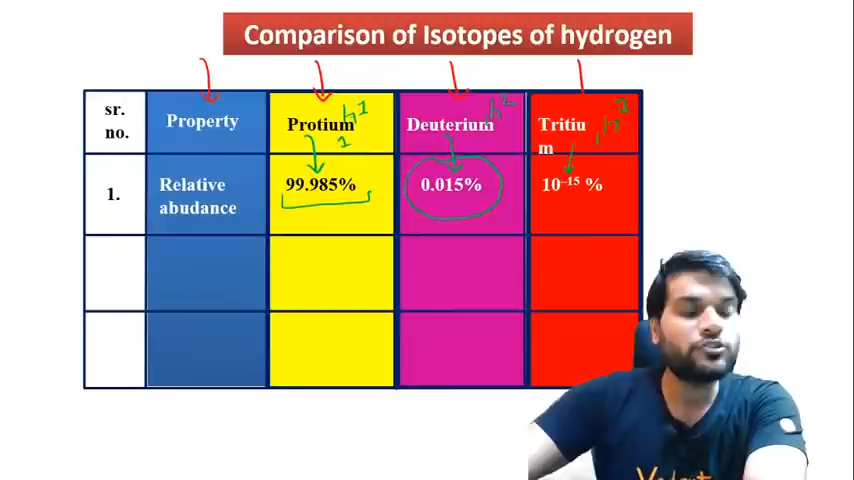 Comparison of Isotopes of hydrogen
sr.
no.
Property
Protium
Deuterium
Tritiu
m
1.
Relative
abudance
99.985%
0.015%
10⁻¹⁵ %